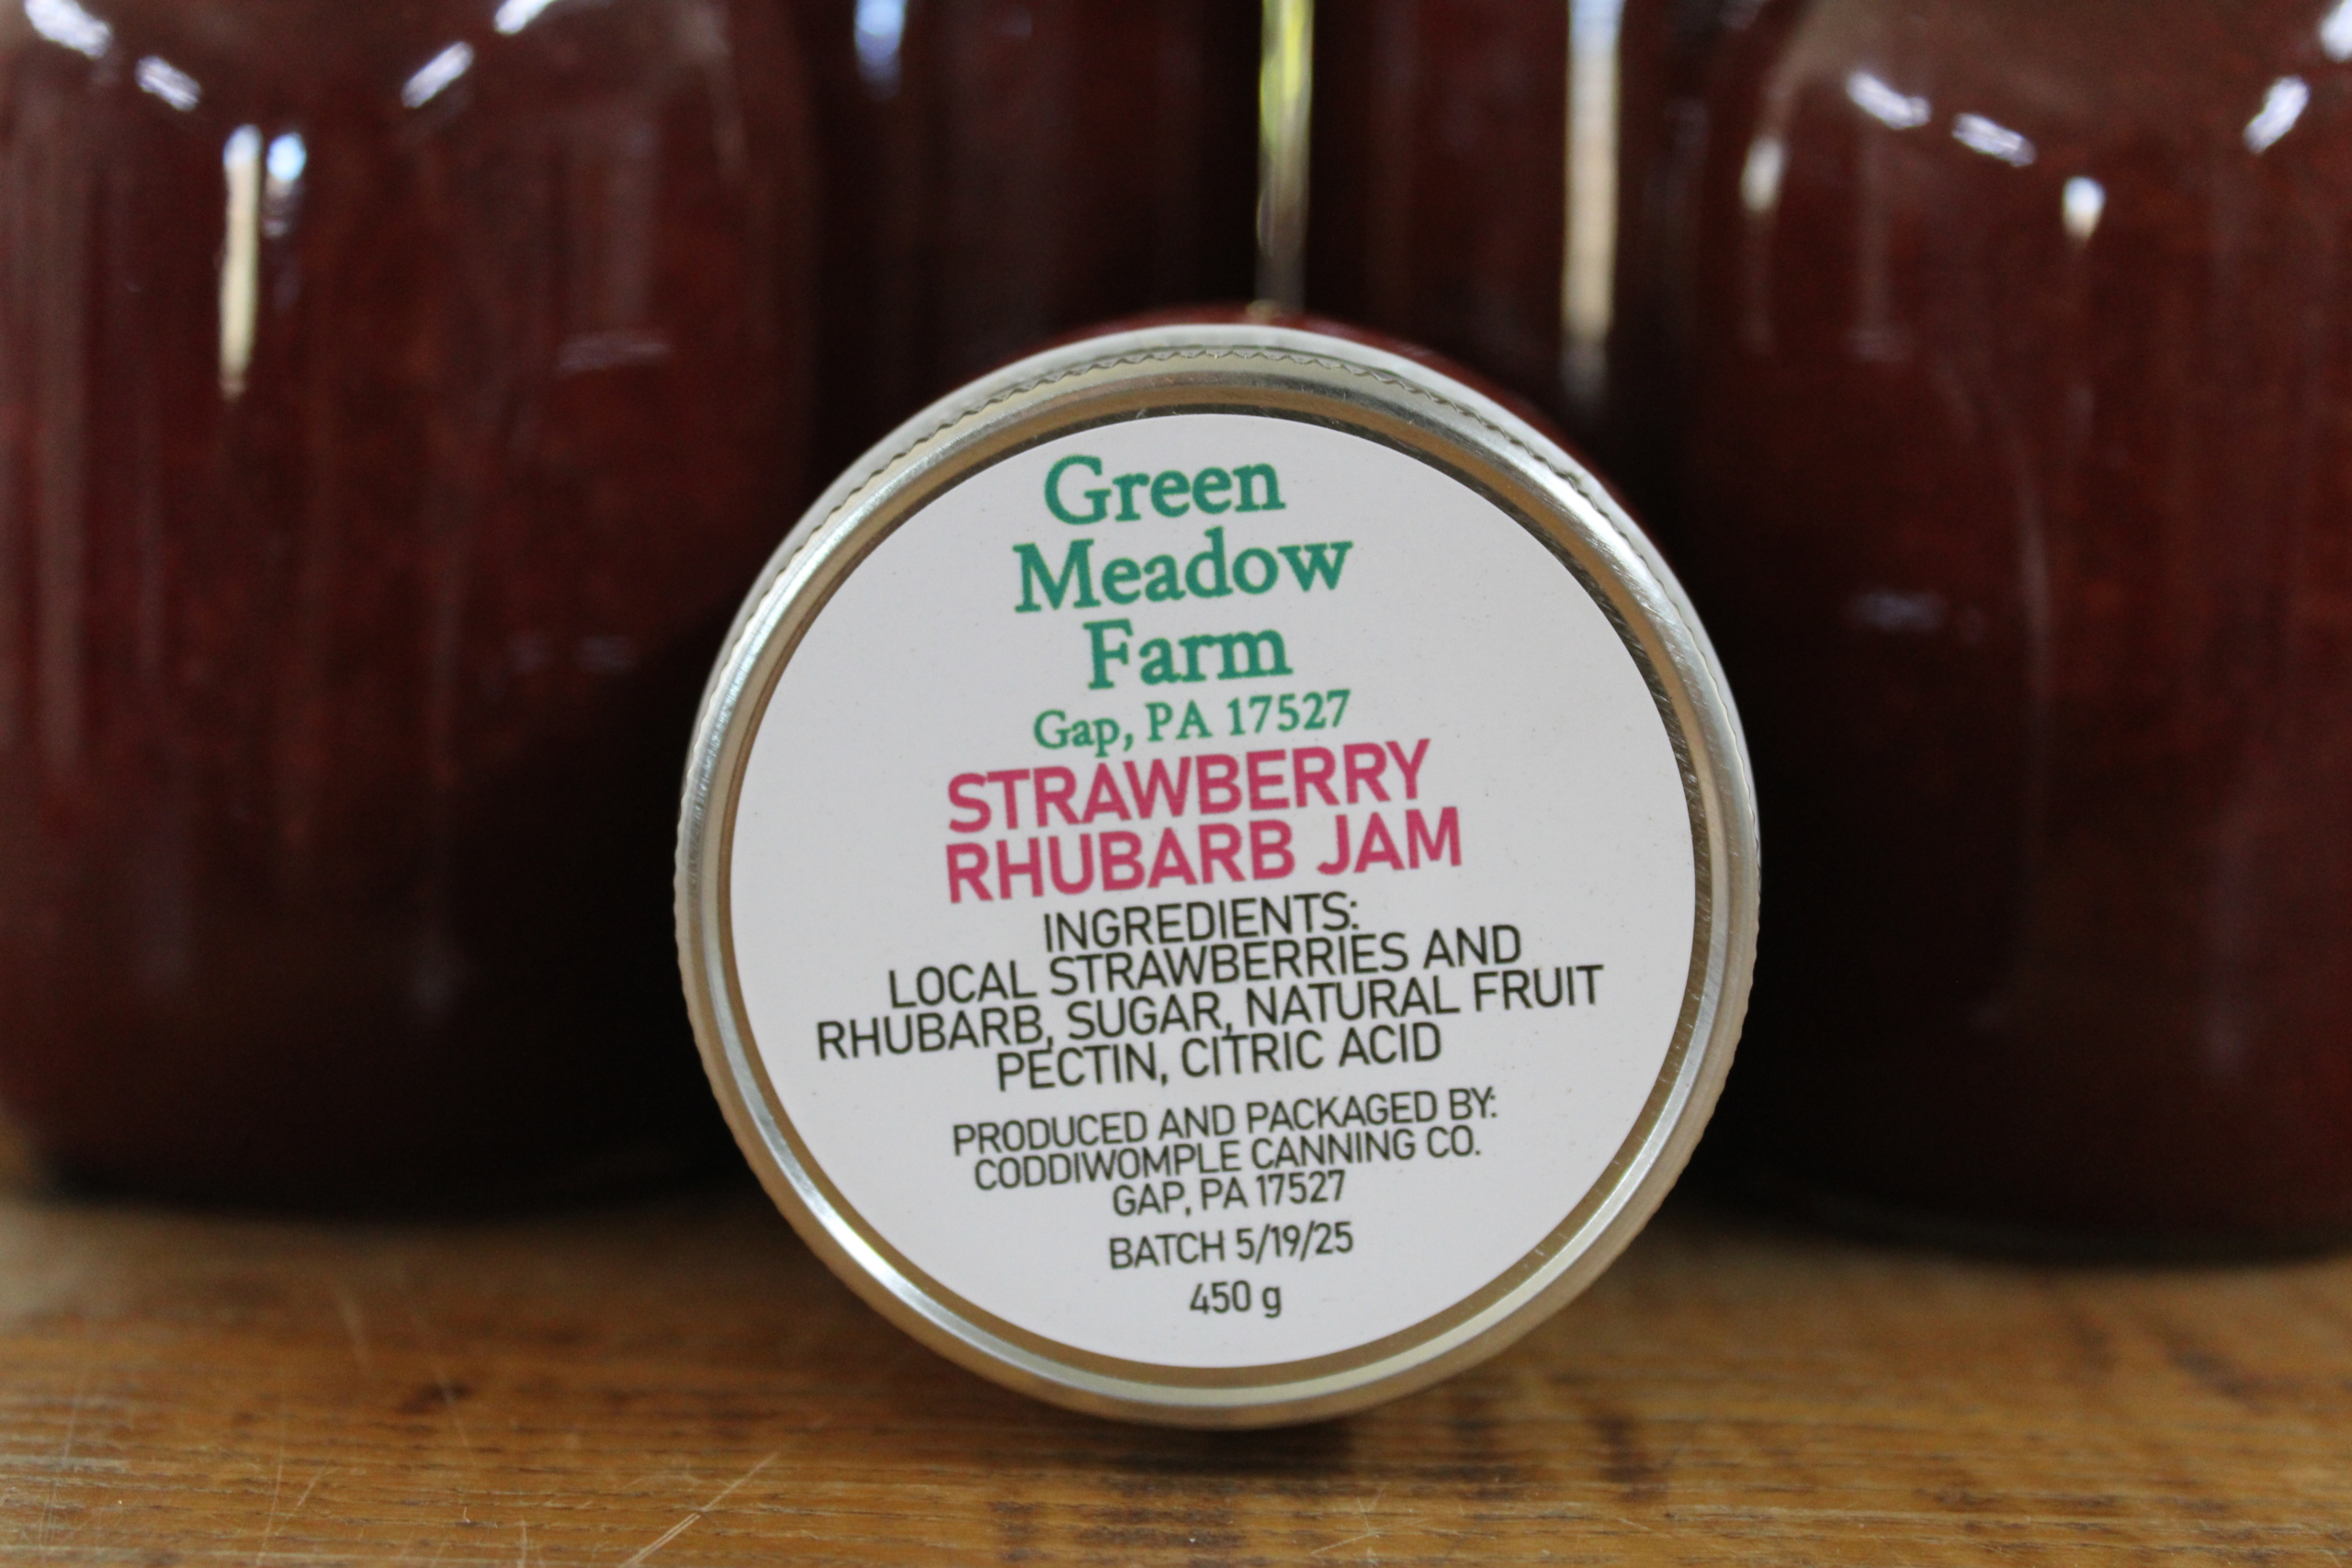 Green
Meadow
Farm
Gap, PA 17527
STRAWBERRY
RHUBARB JAM
INGREDIENTS:
LOCAL STRAWBERRIES AND
RHUBARB, SUGAR, NATURAL FRUIT
PECTIN, CITRIC ACID
PRODUCED AND PACKAGED BY:
CODDIWOMPLE CANNING CO.
GAP, PA 17527
BATCH 5/19/25
450 g